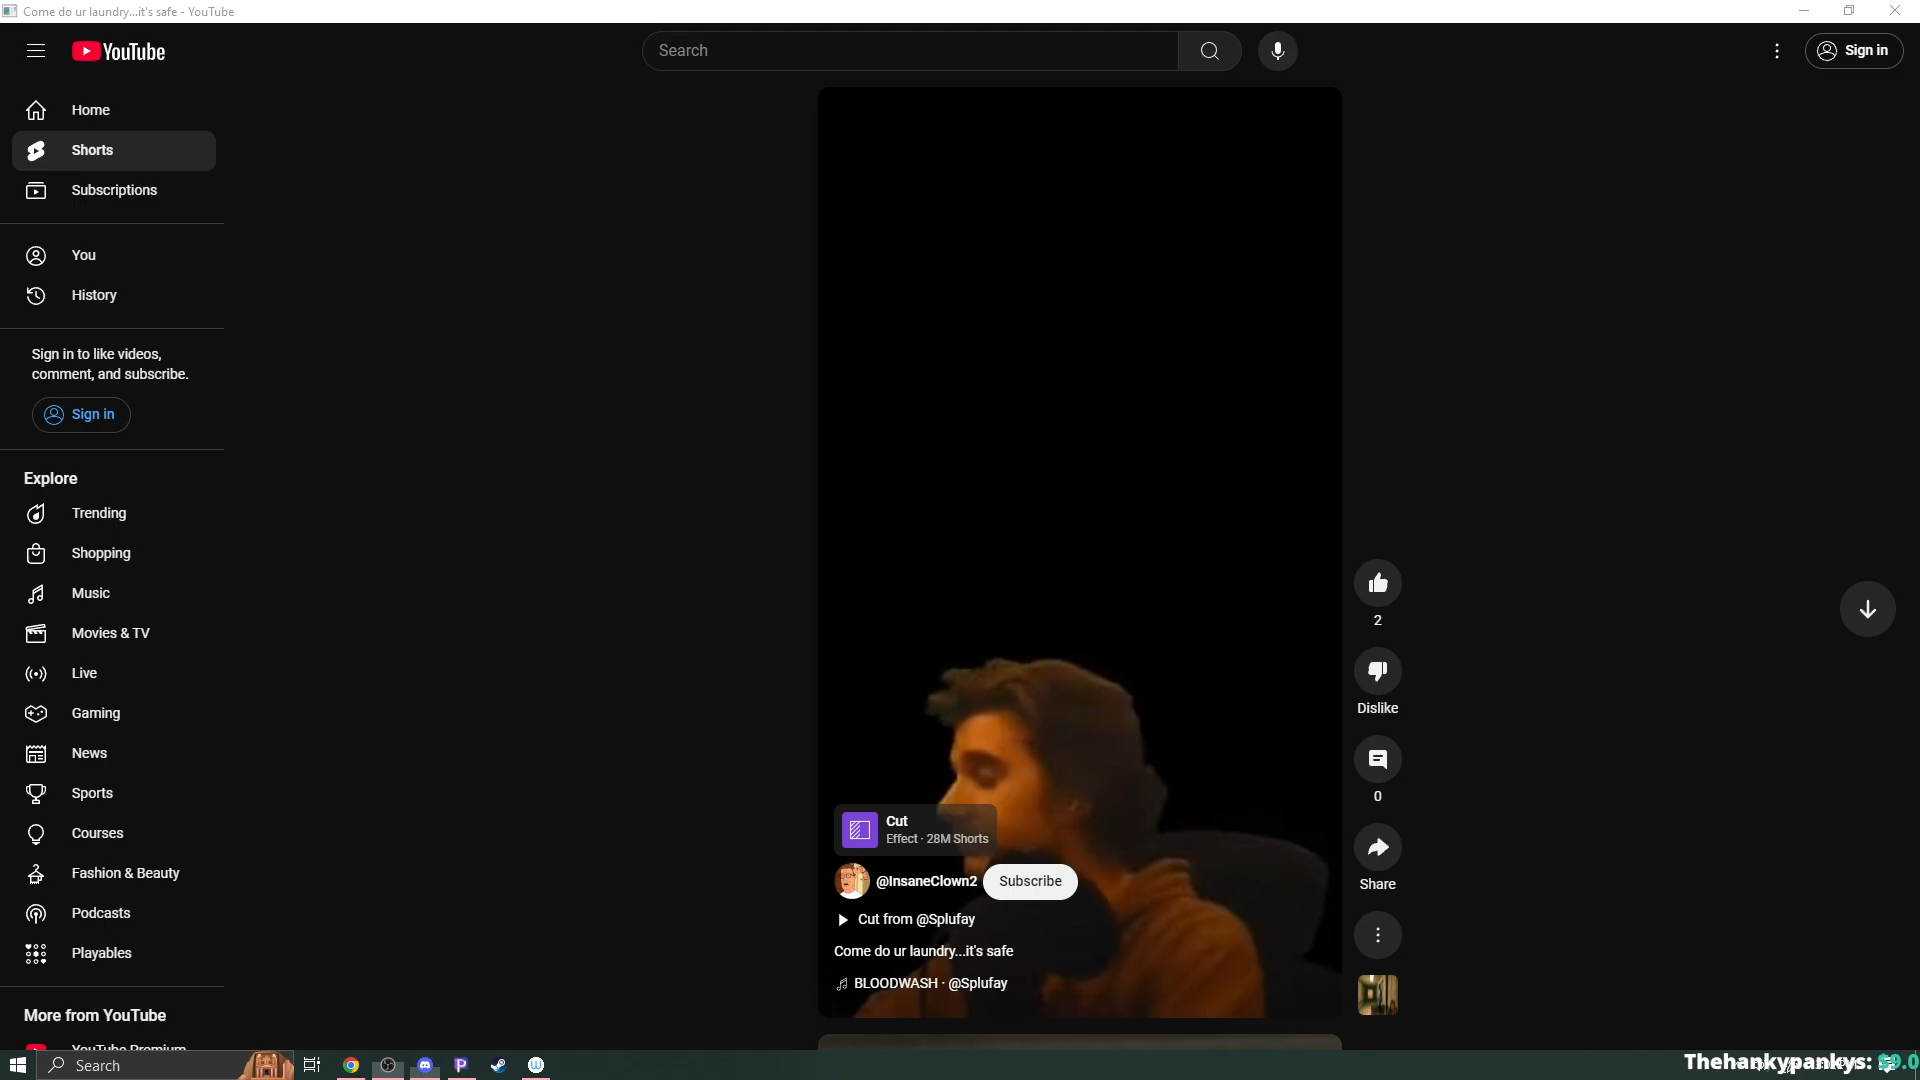 Come do ur laundry...it's safe - YouTube
YouTube
Search
Sign in
Home
Shorts
Subscriptions
You
History
Sign in to like videos,
comment, and subscribe.
Sign in
Explore
Trending
Shopping
Music
Movies & TV
Live
Gaming
News
Sports
Courses
Fashion & Beauty
Podcasts
Playables
More from YouTube
YouTube Premium
Cut
Effect · 28M Shorts
@InsaneClown2
Subscribe
Cut from @Splufay
Come do ur laundry...it's safe
BLOODWASH · @Splufay
2
Dislike
0
Share
Search
Thehankypankys: $9.0